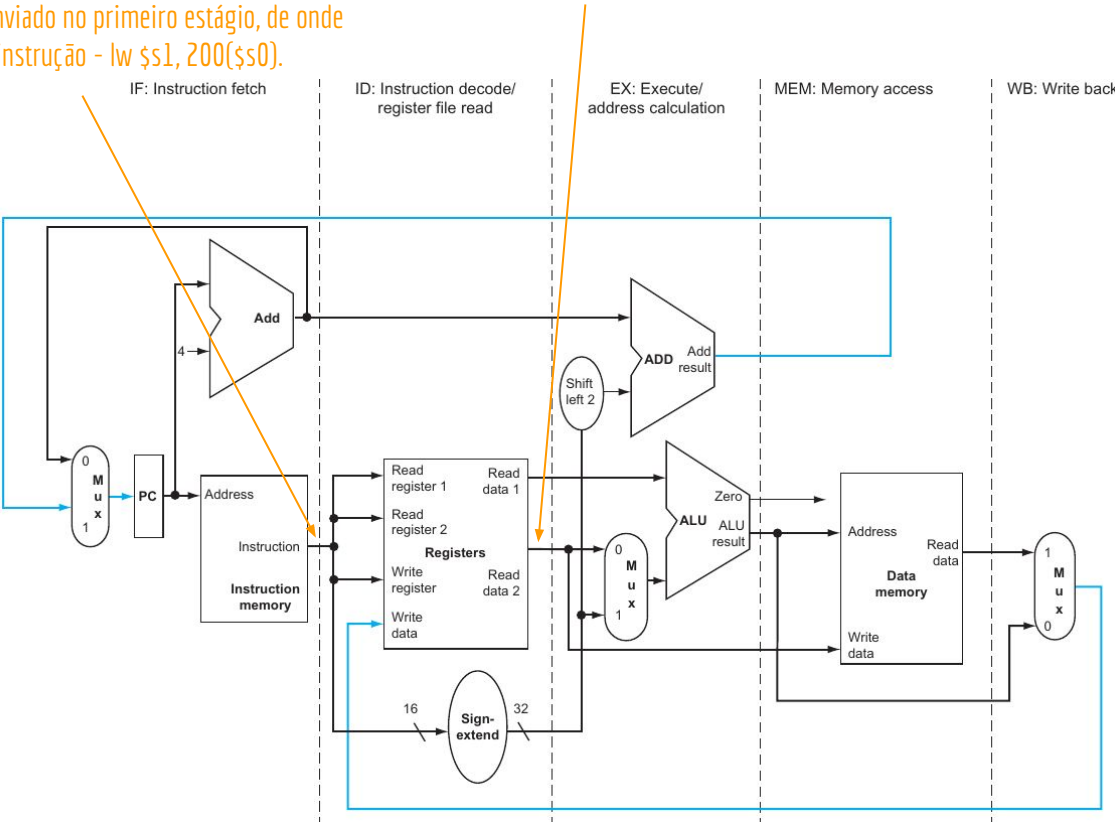 nviado no primeiro estágio, de onde
nstrução - lw $s1, 200($s0).
IF: Instruction fetch
ID: Instruction decode/
register file read
EX: Execute/
address calculation
MEM: Memory access
WB: Write back
Add
4
ADD
Add
result
Shift
left 2
0
M
u
x
1
PC
Address
Instruction
Instruction
memory
Read
register 1
Read
register 2
Write
register
Write
data
Registers
Read
data 1
Read
data 2
16
Sign-
extend
32
0
M
u
x
1
Zero
ALU
ALU
result
Address
Write
data
Data
memory
Read
data
1
M
u
x
0